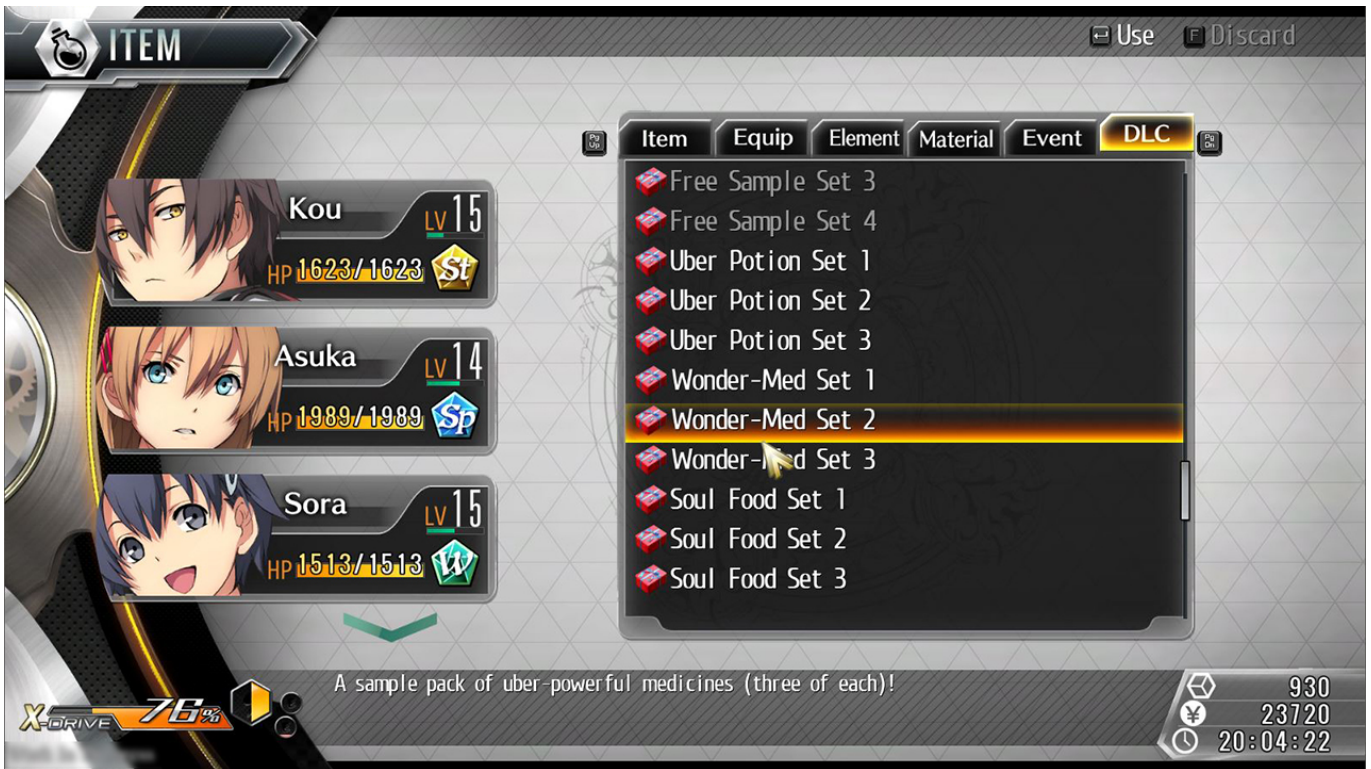 ITEM
Use
F Discard
Pg Up
Item
Equip
Element
Material
Event
DLC
Pg Dn
Kou
LV 15
HP 1623/1623
St
Asuka
LV 14
HP 1989/1989
Sp
Sora
LV 15
HP 1513/1513
W
Free Sample Set 3
Free Sample Set 4
Uber Potion Set 1
Uber Potion Set 2
Uber Potion Set 3
Wonder-Med Set 1
Wonder-Med Set 2
Wonder-Med Set 3
Soul Food Set 1
Soul Food Set 2
Soul Food Set 3
A sample pack of uber-powerful medicines (three of each)!
X-DRIVE 76%
930
¥ 23720
20:04:22